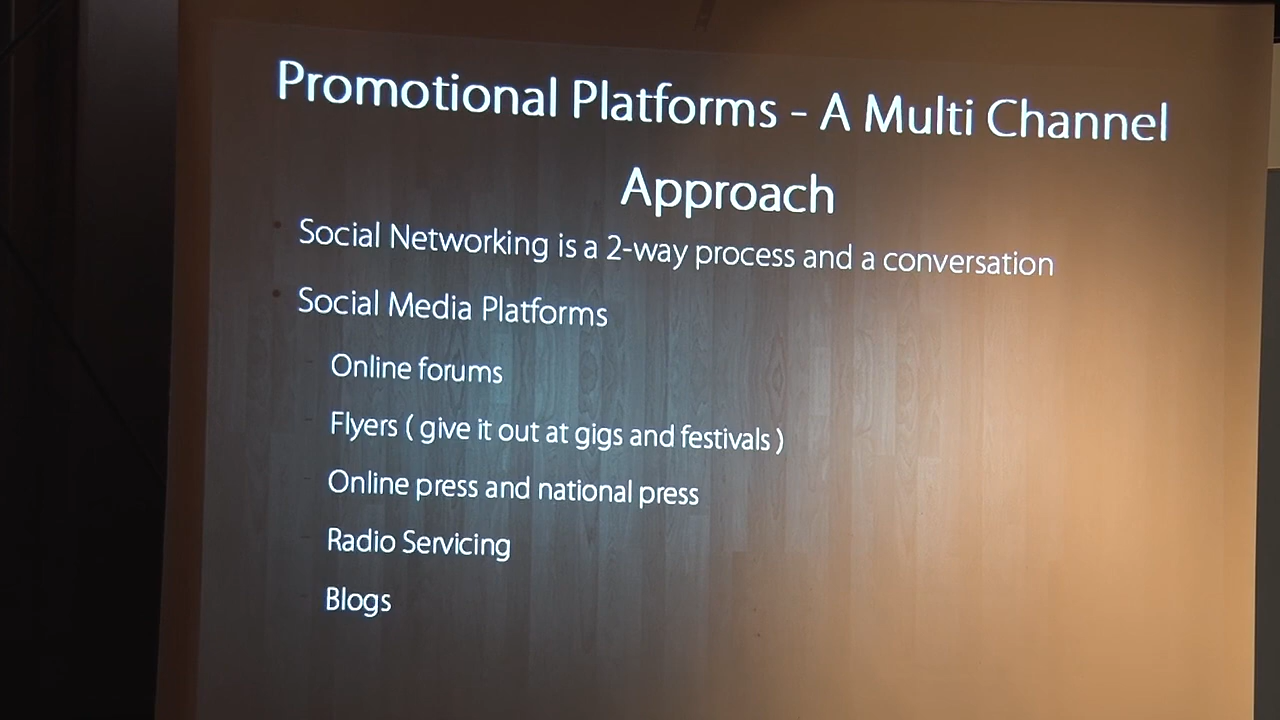 Promotional Platforms - A Multi Channel
Approach
Social Networking is a 2-way process and a conversation
Social Media Platforms
Online forums
Flyers ( give it out at gigs and festivals )
Online press and national press
Radio Servicing
Blogs